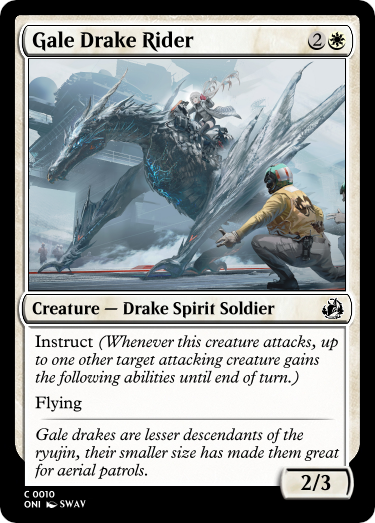 Gale Drake Rider
2
Creature — Drake Spirit Soldier
Instruct (Whenever this creature attacks, up
to one other target attacking creature gains
the following abilities until end of turn.)
Flying
Gale drakes are lesser descendants of the
ryujin, their smaller size has made them great
for aerial patrols.
2/3
C 0010
ONI SWAV